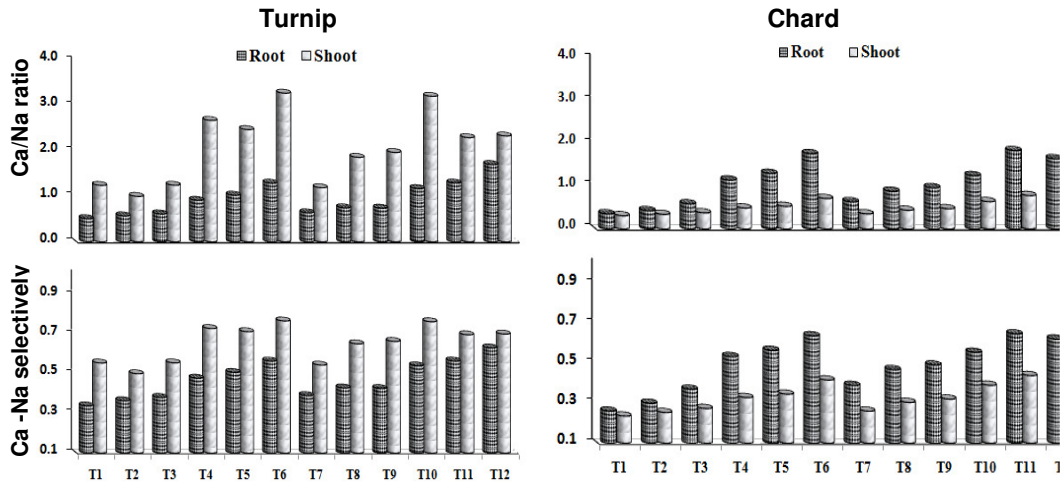 Turnip
Root Shoot
Ca/Na ratio
4.0
3.0
2.0
1.0
0.0
Ca -Na selectively
0.9
0.7
0.5
0.3
0.1
T1 T2 T3 T4 T5 T6 T7 T8 T9 T10 T11 T12
Chard
Root Shoot
4.0
3.0
2.0
1.0
0.0
0.9
0.7
0.5
0.3
0.1
T1 T2 T3 T4 T5 T6 T7 T8 T9 T10 T11 T